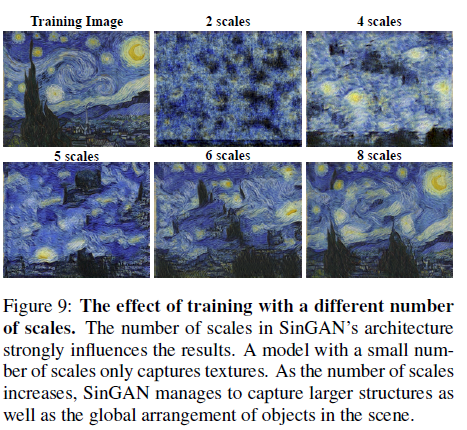 Training Image 2 scales 4 scales
5 scales 6 scales 8 scales
Figure 9: The effect of training with a different number
of scales. The number of scales in SinGAN's architecture
strongly influences the results. A model with a small num-
ber of scales only captures textures. As the number of scales
increases, SinGAN manages to capture larger structures as
well as the global arrangement of objects in the scene.